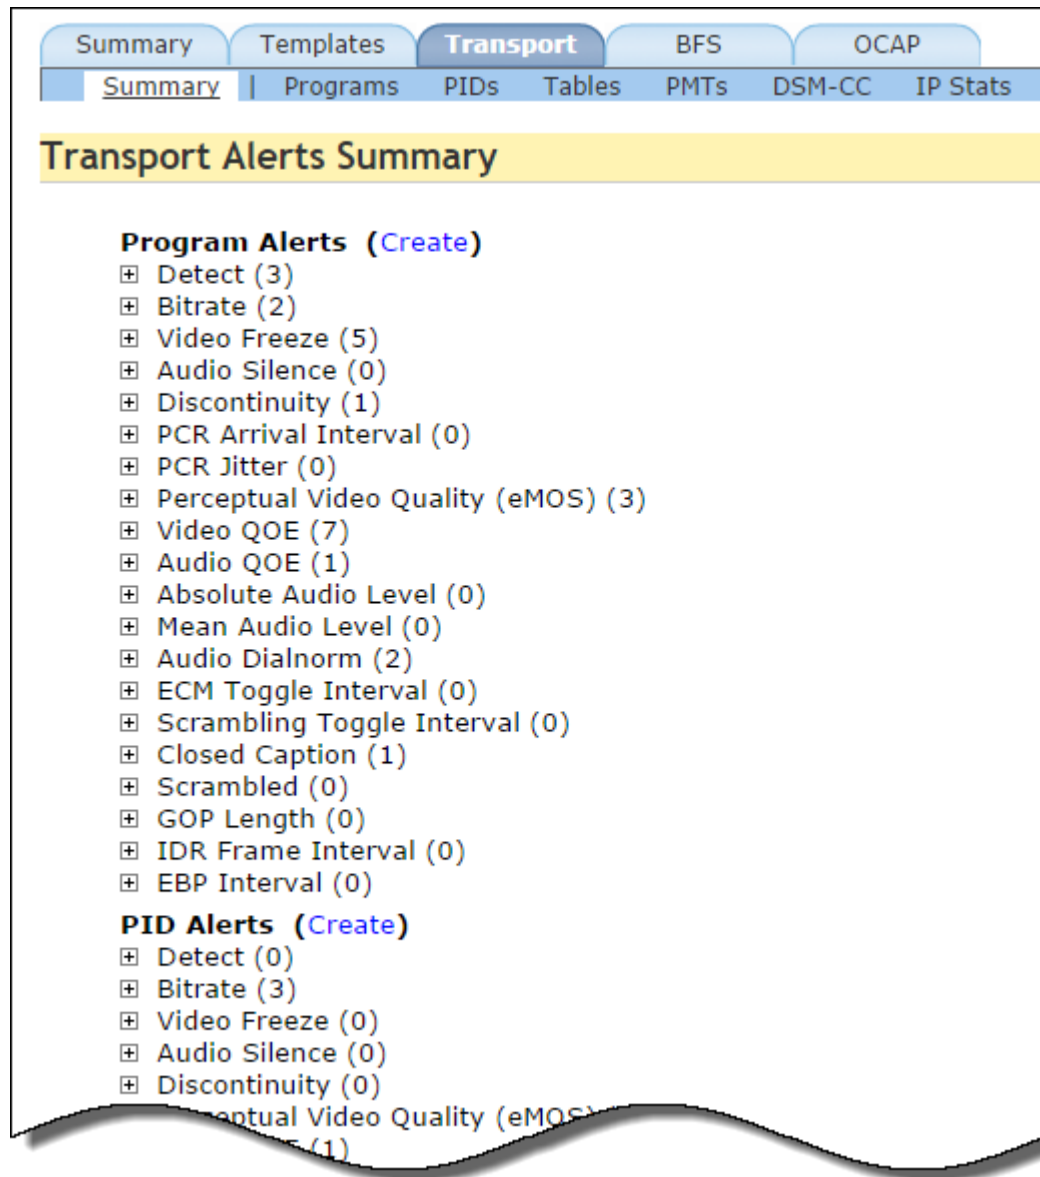 Summary Templates Transport BFS OCAP
Summary | Programs PIDs Tables PMTs DSM-CC IP Stats
Transport Alerts Summary
Program Alerts (Create)
Detect (3)
Bitrate (2)
Video Freeze (5)
Audio Silence (0)
Discontinuity (1)
PCR Arrival Interval (0)
PCR Jitter (0)
Perceptual Video Quality (eMOS) (3)
Video QOE (7)
Audio QOE (1)
Absolute Audio Level (0)
Mean Audio Level (0)
Audio Dialnorm (2)
ECM Toggle Interval (0)
Scrambling Toggle Interval (0)
Closed Caption (1)
Scrambled (0)
GOP Length (0)
IDR Frame Interval (0)
EBP Interval (0)
PID Alerts (Create)
Detect (0)
Bitrate (3)
Video Freeze (0)
Audio Silence (0)
Discontinuity (0)
Video Quality
(1)